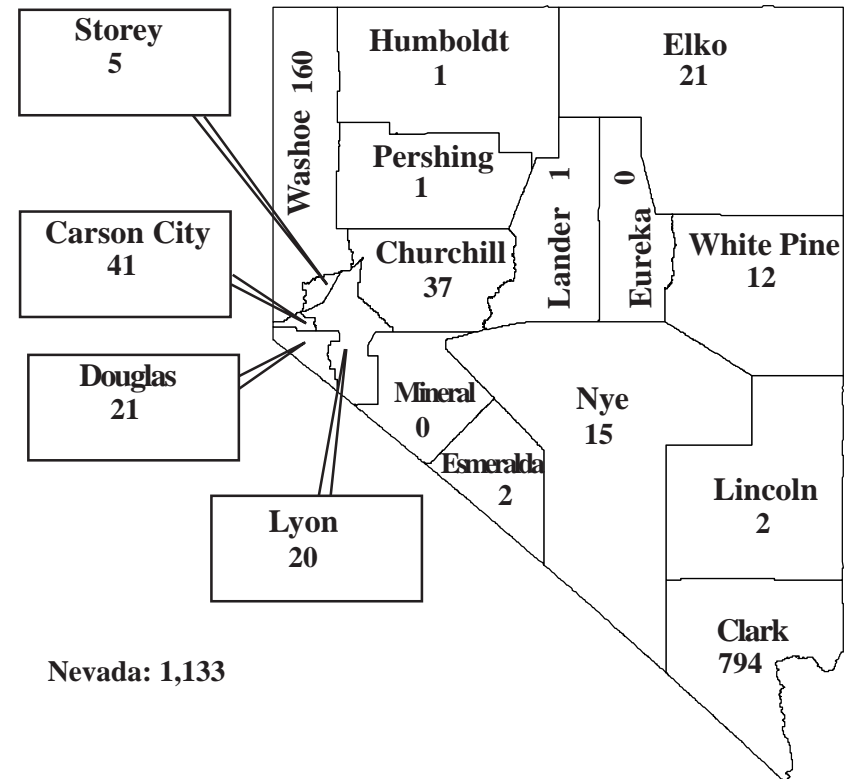 Storey
5
Humboldt
1
Elko
21
Washoe 160
Pershing
1
Lander 1
Eureka 0
Carson City
41
Churchill
37
White Pine
12
Douglas
21
Mineral
0
Nye
15
Esmeralda
2
Lincoln
2
Lyon
20
Clark
794
Nevada: 1,133